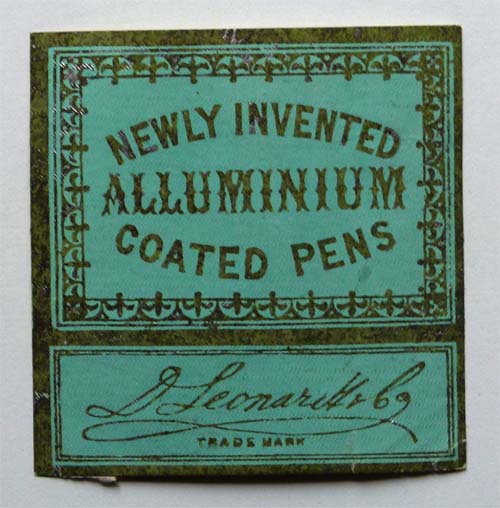 NEWLY INVENTED
ALLUMINIUM
COATED PENS
D. Leonardt & Co
TRADE MARK